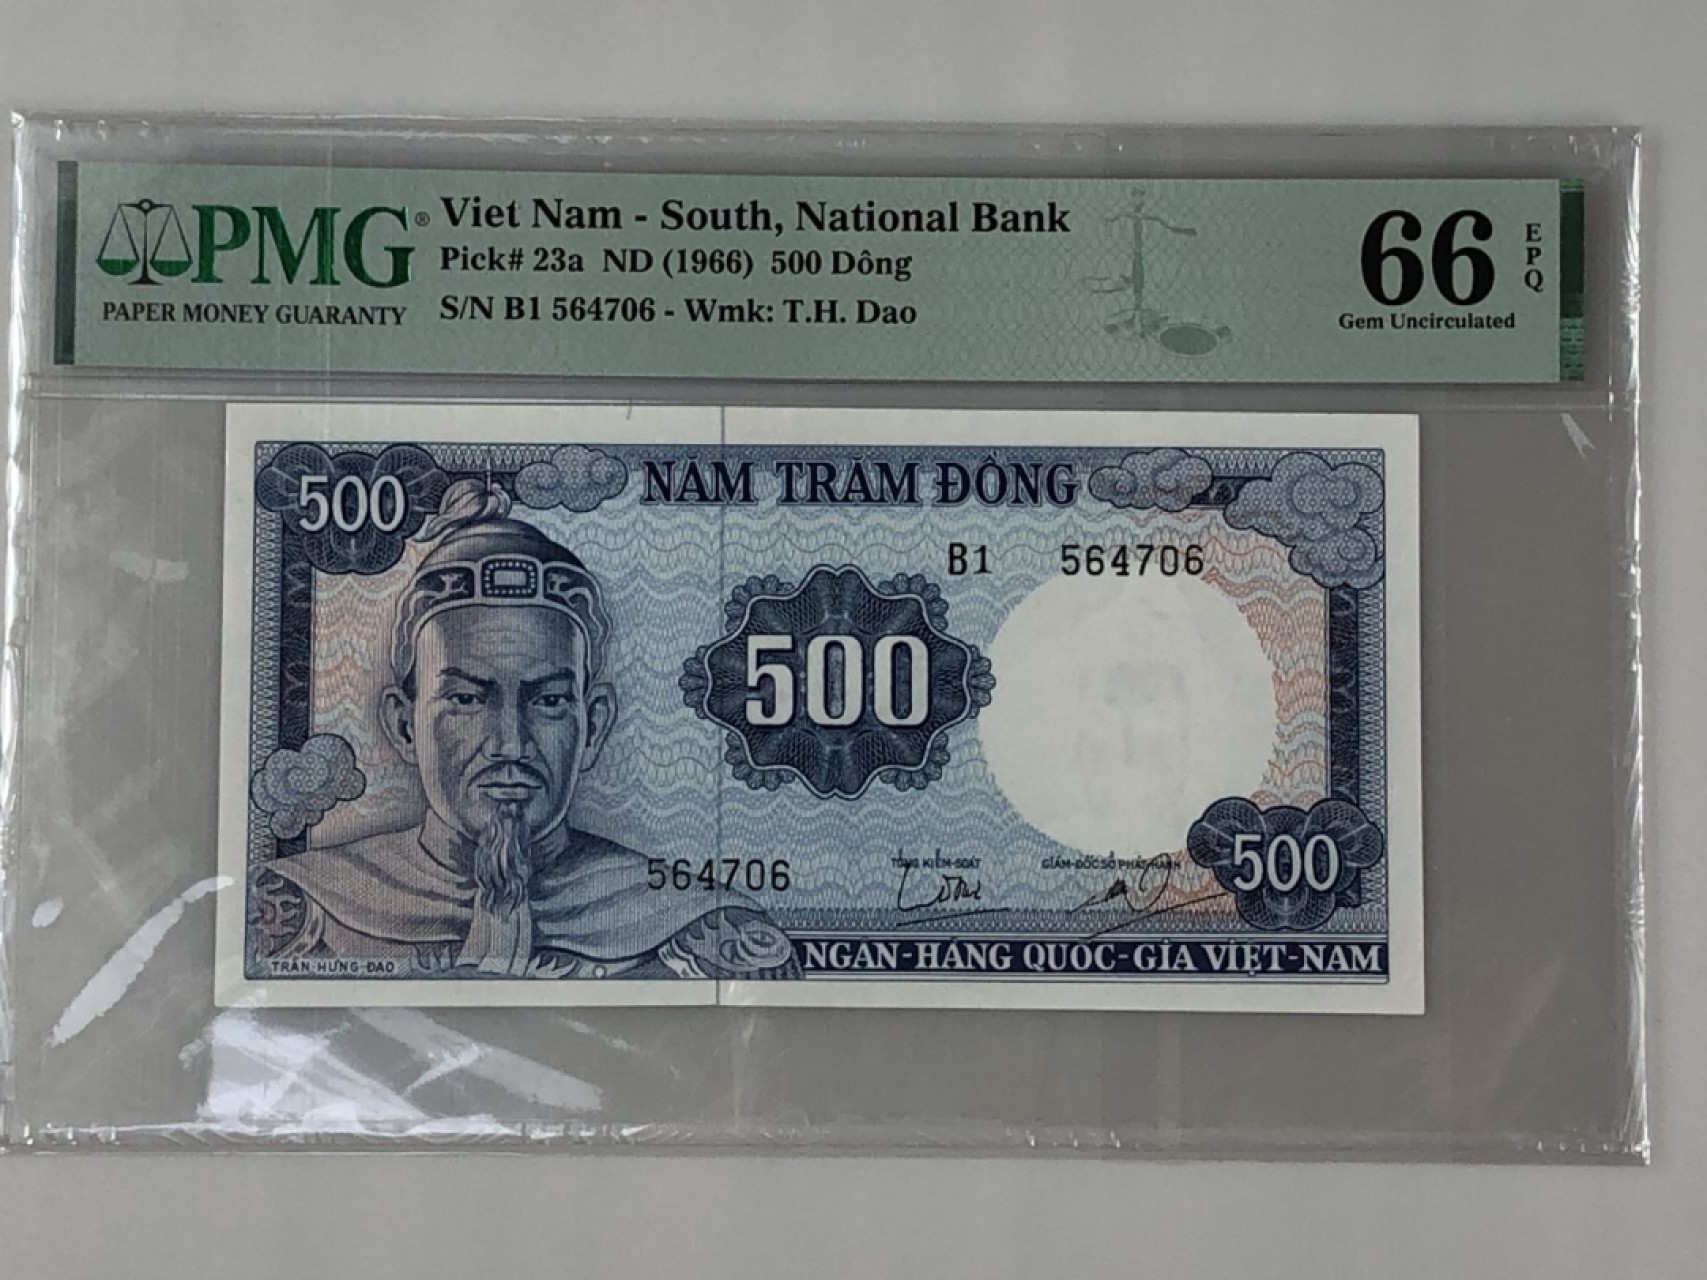 PMG®
PAPER MONEY GUARANTY
Viet Nam - South, National Bank
Pick# 23a ND (1966) 500 Dông
S/N B1 564706 - Wmk: T.H. Dao
66
EPQ
Gem Uncirculated
500
NĂM TRĂM ĐỒNG
B1 564706
500
564706
TỔNG KIỂM-SOÁT
GIÁM-ĐỐC SỞ PHÁT-HÀNH
500
TRẦN HƯNG ĐẠO
NGÂN-HÀNG QUỐC-GIA VIỆT-NAM